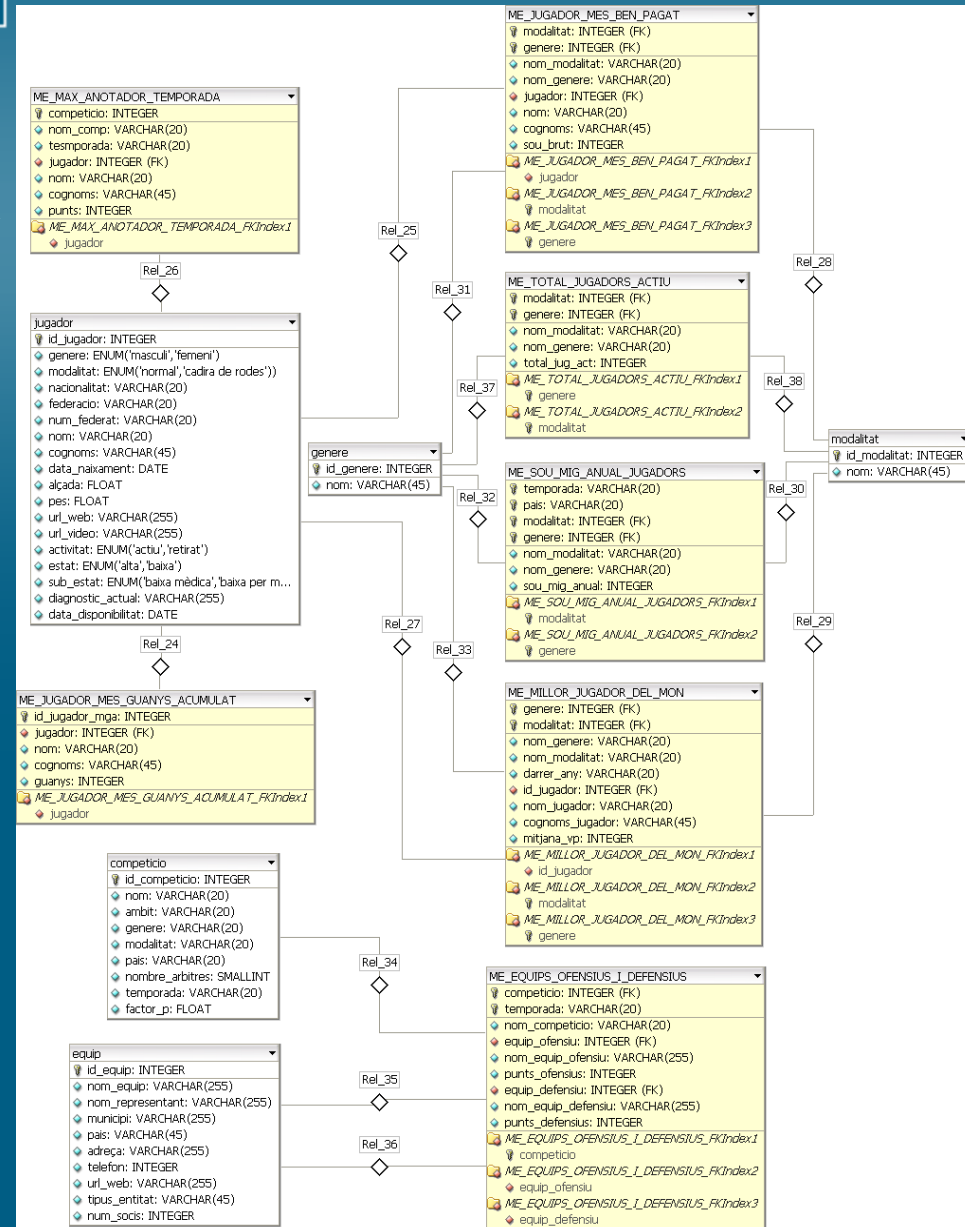 ME_JUGADOR_MES_BEN_PAGAT
modalitat: INTEGER (FK)
genere: INTEGER (FK)
nom_modalitat: VARCHAR(20)
nom_genere: VARCHAR(20)
jugador: INTEGER (FK)
nom: VARCHAR(20)
cognoms: VARCHAR(45)
sou_brut: INTEGER
ME_JUGADOR_MES_BEN_PAGAT_FKIndex1
jugador
ME_JUGADOR_MES_BEN_PAGAT_FKIndex2
modalitat
ME_JUGADOR_MES_BEN_PAGAT_FKIndex3
genere
ME_MAX_ANOTADOR_TEMPORADA
competicio: INTEGER
nom_comp: VARCHAR(20)
tesmporada: VARCHAR(20)
jugador: INTEGER (FK)
nom: VARCHAR(20)
cognoms: VARCHAR(45)
punts: INTEGER
ME_MAX_ANOTADOR_TEMPORADA_FKIndex1
jugador
Rel_25
Rel_26
Rel_31
Rel_28
jugador
id_jugador: INTEGER
genere: ENUM('masculi','femeni')
modalitat: ENUM('normal','cadira de rodes'))
nacionalitat: VARCHAR(20)
federacio: VARCHAR(20)
num_federat: VARCHAR(20)
nom: VARCHAR(20)
cognoms: VARCHAR(45)
data_naixament: DATE
alçada: FLOAT
pes: FLOAT
url_web: VARCHAR(255)
url_video: VARCHAR(255)
activitat: ENUM('actiu','retirat')
estat: ENUM('alta','baixa')
sub_estat: ENUM('baixa mèdica','baixa per m...
diagnostic_actual: VARCHAR(255)
data_disponibilitat: DATE
ME_TOTAL_JUGADORS_ACTIU
modalitat: INTEGER (FK)
genere: INTEGER (FK)
nom_modalitat: VARCHAR(20)
nom_genere: VARCHAR(20)
total_jug_act: INTEGER
ME_TOTAL_JUGADORS_ACTIU_FKIndex1
genere
ME_TOTAL_JUGADORS_ACTIU_FKIndex2
modalitat
Rel_37
Rel_38
genere
id_genere: INTEGER
nom: VARCHAR(45)
modalitat
id_modalitat: INTEGER
nom: VARCHAR(45)
Rel_32
Rel_30
ME_SOU_MIG_ANUAL_JUGADORS
temporada: VARCHAR(20)
pais: VARCHAR(20)
modalitat: INTEGER (FK)
genere: INTEGER (FK)
nom_modalitat: VARCHAR(20)
nom_genere: VARCHAR(20)
sou_mig_anual: INTEGER
ME_SOU_MIG_ANUAL_JUGADORS_FKIndex1
modalitat
ME_SOU_MIG_ANUAL_JUGADORS_FKIndex2
genere
Rel_24
Rel_27
Rel_33
Rel_29
ME_JUGADOR_MES_GUANYS_ACUMULAT
id_jugador_mga: INTEGER
jugador: INTEGER (FK)
nom: VARCHAR(20)
cognoms: VARCHAR(45)
guanys: INTEGER
ME_JUGADOR_MES_GUANYS_ACUMULAT_FKIndex1
jugador
ME_MILLOR_JUGADOR_DEL_MON
genere: INTEGER (FK)
modalitat: INTEGER (FK)
nom_genere: VARCHAR(20)
nom_modalitat: VARCHAR(20)
darrer_any: VARCHAR(20)
id_jugador: INTEGER (FK)
nom_jugador: VARCHAR(20)
cognoms_jugador: VARCHAR(45)
mitjana_vp: INTEGER
ME_MILLOR_JUGADOR_DEL_MON_FKIndex1
id_jugador
ME_MILLOR_JUGADOR_DEL_MON_FKIndex2
modalitat
ME_MILLOR_JUGADOR_DEL_MON_FKIndex3
genere
competicio
id_competicio: INTEGER
nom: VARCHAR(20)
ambit: VARCHAR(20)
genere: VARCHAR(20)
modalitat: VARCHAR(20)
pais: VARCHAR(20)
nombre_arbitres: SMALLINT
temporada: VARCHAR(20)
factor_p: FLOAT
Rel_34
ME_EQUIPS_OFENSIUS_I_DEFENSIUS
competicio: INTEGER (FK)
temporada: VARCHAR(20)
nom_competicio: VARCHAR(20)
equip_ofensiu: INTEGER (FK)
nom_equip_ofensiu: VARCHAR(255)
punts_ofensius: INTEGER
equip_defensiu: INTEGER (FK)
nom_equip_defensiu: VARCHAR(255)
punts_defensius: INTEGER
ME_EQUIPS_OFENSIUS_I_DEFENSIUS_FKIndex1
competicio
ME_EQUIPS_OFENSIUS_I_DEFENSIUS_FKIndex2
equip_ofensiu
ME_EQUIPS_OFENSIUS_I_DEFENSIUS_FKIndex3
equip_defensiu
equip
id_equip: INTEGER
nom_equip: VARCHAR(255)
nom_representant: VARCHAR(255)
municipi: VARCHAR(255)
pais: VARCHAR(45)
adreça: VARCHAR(255)
telefon: INTEGER
url_web: VARCHAR(255)
tipus_entitat: VARCHAR(45)
num_socis: INTEGER
Rel_35
Rel_36